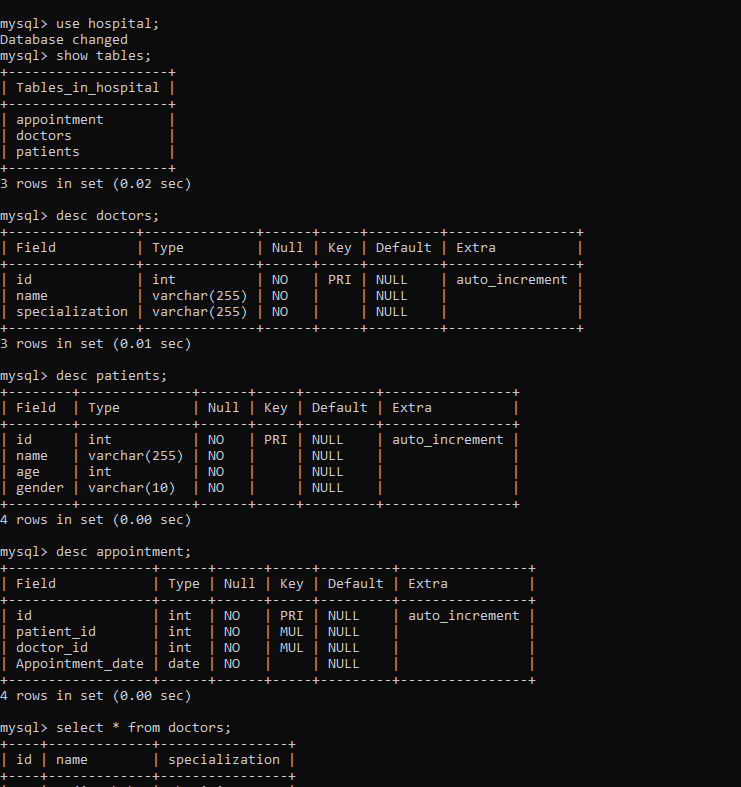 mysql> use hospital;
Database changed
mysql> show tables;
+--------------------+
| Tables_in_hospital |
+--------------------+
| appointment        |
| doctors            |
| patients           |
+--------------------+
3 rows in set (0.02 sec)
mysql> desc doctors;
+----------------+--------------+------+-----+---------+----------------+
| Field          | Type         | Null | Key | Default | Extra          |
+----------------+--------------+------+-----+---------+----------------+
| id             | int          | NO   | PRI | NULL    | auto_increment |
| name           | varchar(255) | NO   |     | NULL    |                |
| specialization | varchar(255) | NO   |     | NULL    |                |
+----------------+--------------+------+-----+---------+----------------+
3 rows in set (0.01 sec)
mysql> desc patients;
+--------+--------------+------+-----+---------+----------------+
| Field  | Type         | Null | Key | Default | Extra          |
+--------+--------------+------+-----+---------+----------------+
| id     | int          | NO   | PRI | NULL    | auto_increment |
| name   | varchar(255) | NO   |     | NULL    |                |
| age    | int          | NO   |     | NULL    |                |
| gender | varchar(10)  | NO   |     | NULL    |                |
+--------+--------------+------+-----+---------+----------------+
4 rows in set (0.00 sec)
mysql> desc appointment;
+------------------+------+------+-----+---------+----------------+
| Field            | Type | Null | Key | Default | Extra          |
+------------------+------+------+-----+---------+----------------+
| id               | int  | NO   | PRI | NULL    | auto_increment |
| patient_id       | int  | NO   | MUL | NULL    |                |
| doctor_id        | int  | NO   | MUL | NULL    |                |
| Appointment_date | date | NO   |     | NULL    |                |
+------------------+------+------+-----+---------+----------------+
4 rows in set (0.00 sec)
mysql> select * from doctors;
+----+-------------+----------------+
| id | name        | specialization |
+----+-------------+----------------+